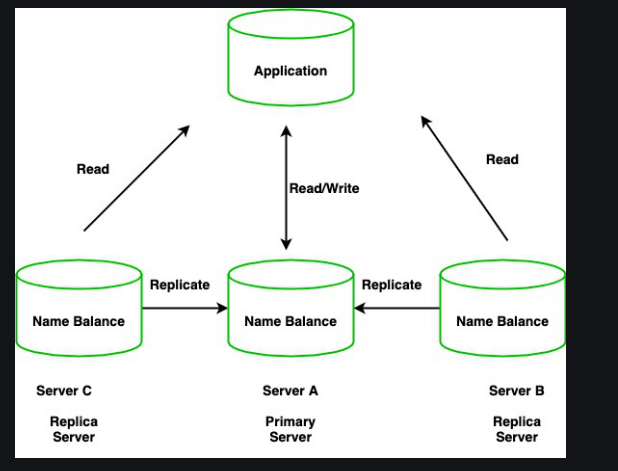 Application
Read
Read
Read/Write
Replicate
Replicate
Name Balance
Name Balance
Name Balance
Server C
Server A
Server B
Replica
Server
Primary
Server
Replica
Server